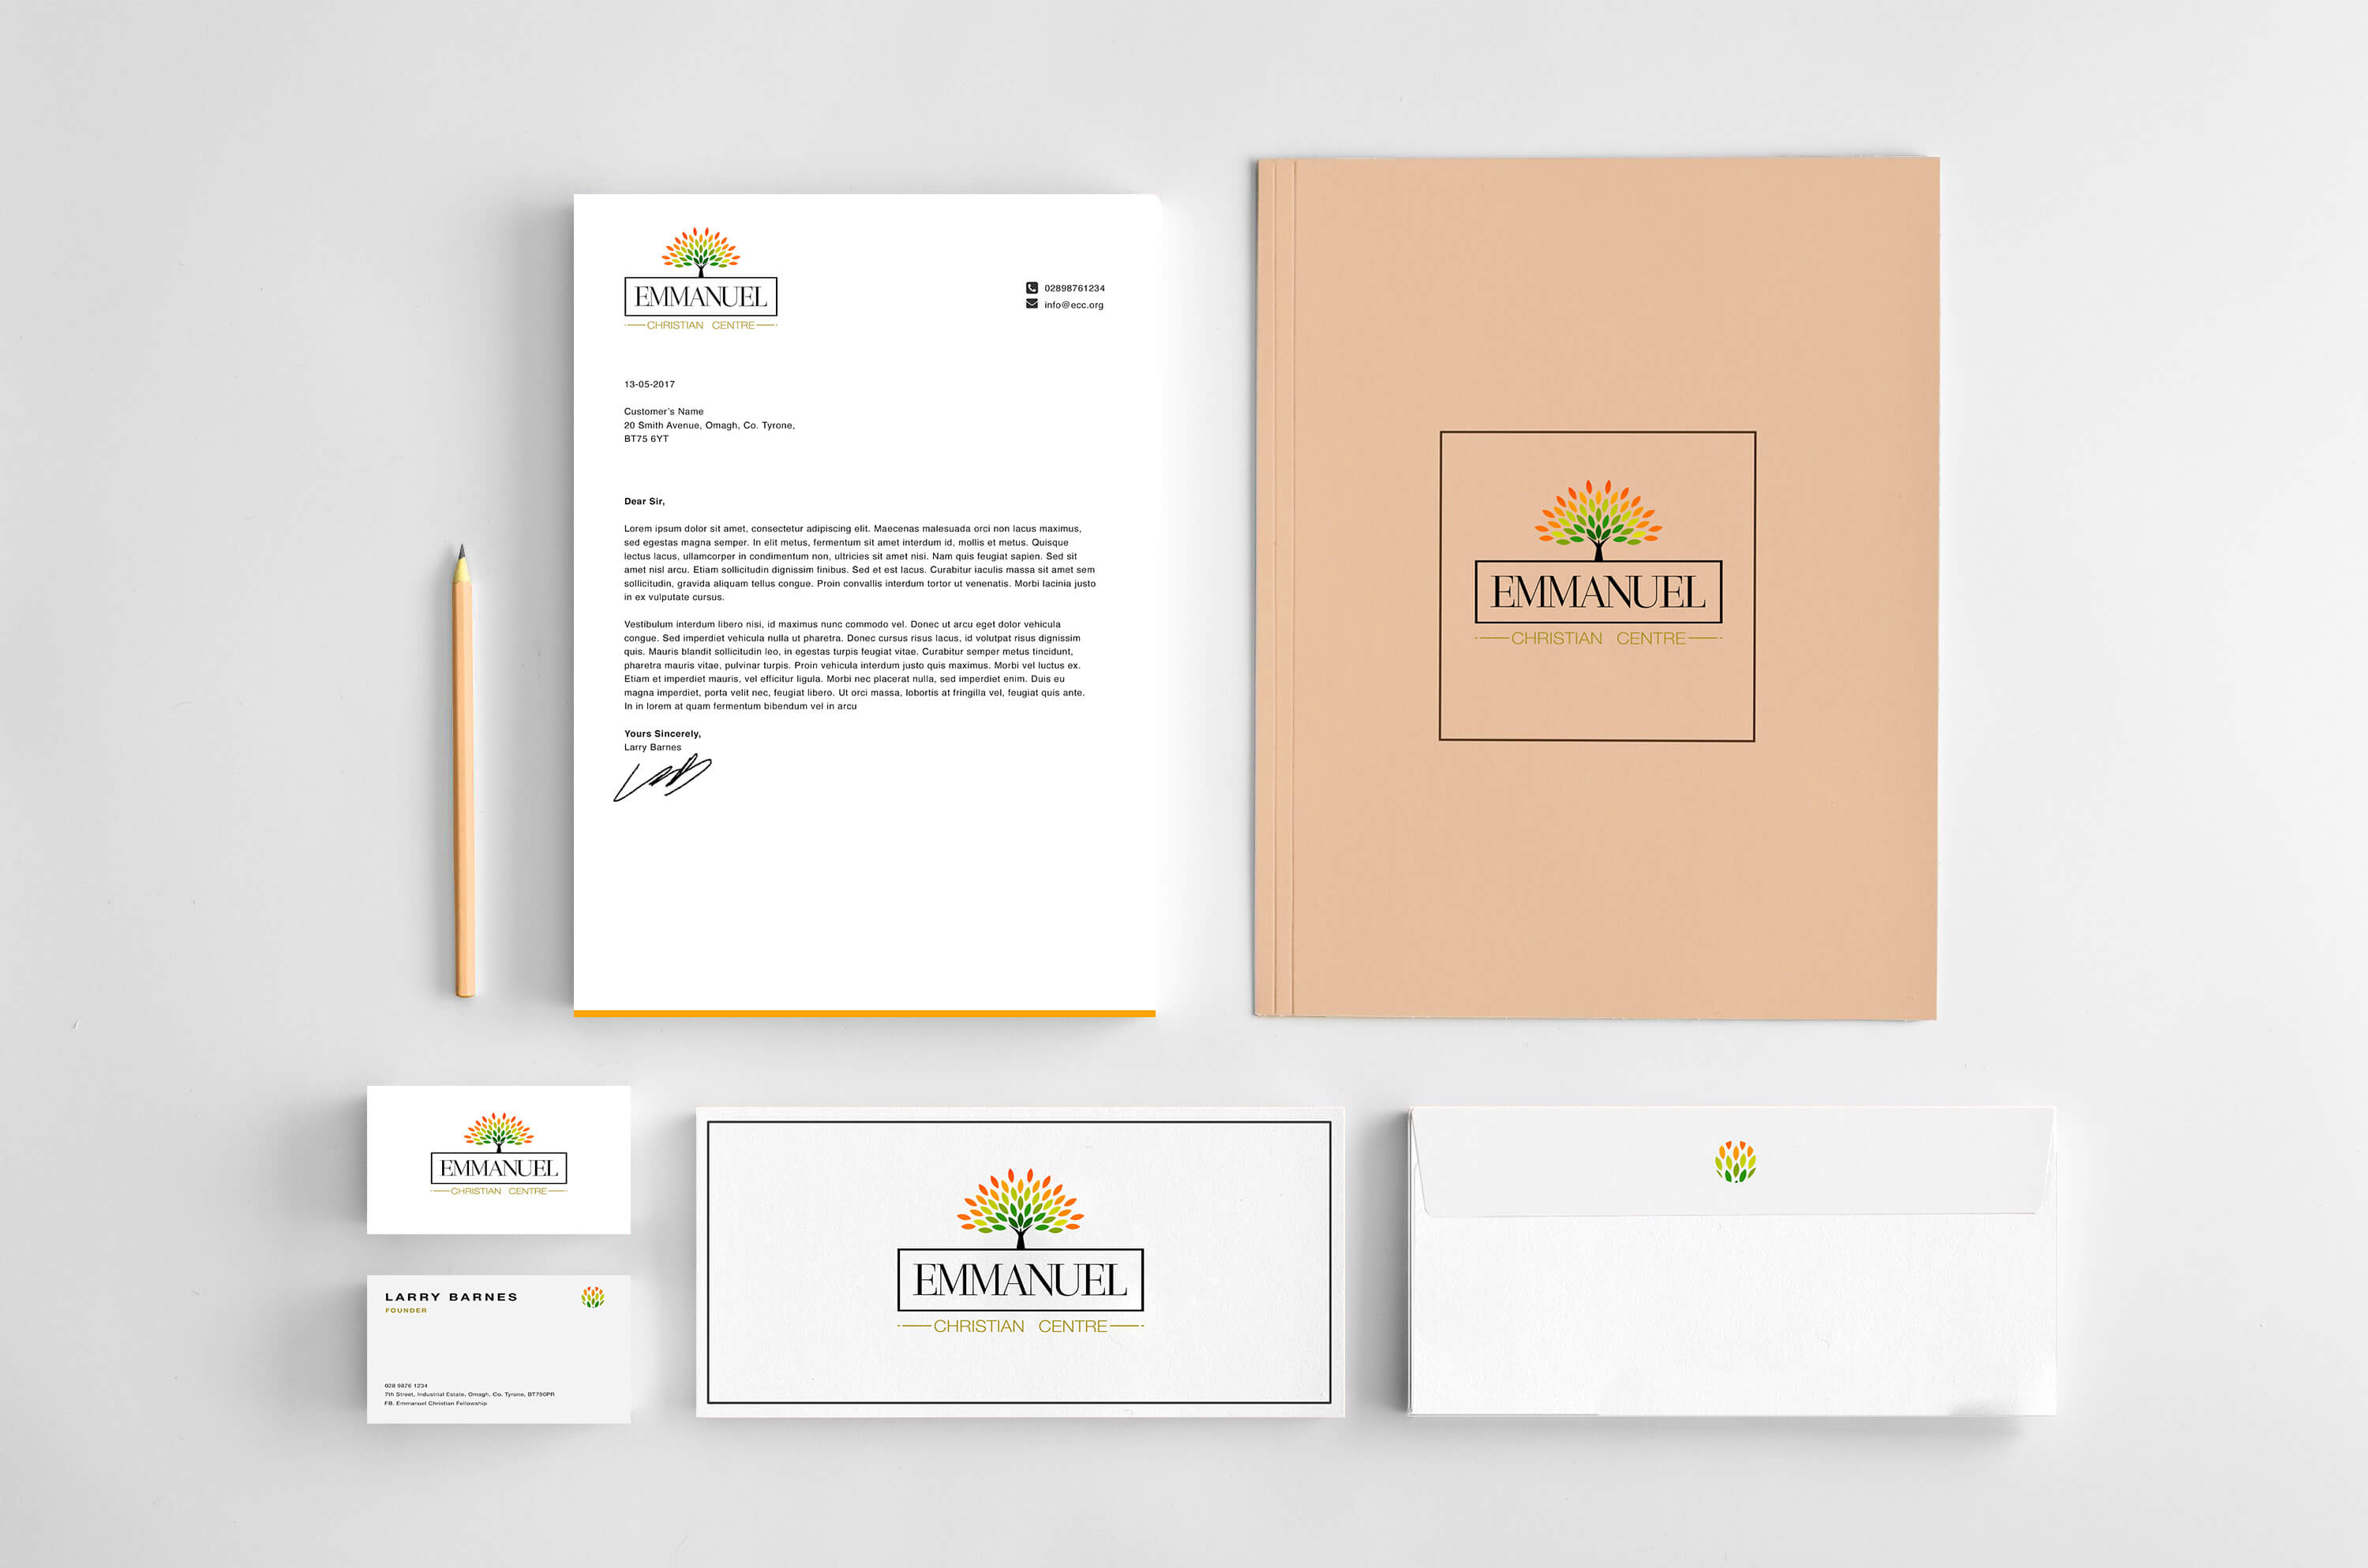 EMMANUEL
CHRISTIAN CENTRE
02898761234
info@ecc.org
13-05-2017
Customer's Name
20 Smith Avenue, Omagh, Co. Tyrone,
BT75 6YT
Dear Sir,
Lorem ipsum dolor sit amet, consectetur adipiscing elit. Maecenas malesuada orci non lacus maximus,
sed egestas magna semper. In elit metus, fermentum sit amet interdum id, mollis et metus. Quisque
lectus lacus, ullamcorper in condimentum non, ultricies sit amet nisi. Nam quis feugiat sapien. Sed sit
amet nisl arcu. Etiam sollicitudin dignissim finibus. Sed et est lacus. Curabitur iaculis massa sit amet sem
sollicitudin, gravida aliquam tellus congue. Proin convallis interdum tortor ut venenatis. Morbi lacinia justo
in ex vulputate cursus.
Vestibulum interdum libero nisi, id maximus nunc commodo vel. Donec ut arcu eget dolor vehicula
congue. Sed imperdiet vehicula nulla ut pharetra. Donec cursus risus lacus, id volutpat risus dignissim
quis. Mauris blandit sollicitudin leo, in egestas turpis feugiat vitae. Curabitur semper metus tincidunt,
pharetra mauris vitae, pulvinar turpis. Proin vehicula interdum justo quis maximus. Morbi vel luctus ex.
Etiam et imperdiet mauris, vel efficitur ligula. Morbi nec placerat nulla, sed imperdiet enim. Duis eu
magna imperdiet, porta velit nec, feugiat libero. Ut orci massa, lobortis at fringilla vel, feugiat quis ante.
In in lorem at quam fermentum bibendum vel in arcu
Yours Sincerely,
Larry Barnes
EMMANUEL
CHRISTIAN CENTRE
EMMANUEL
CHRISTIAN CENTRE
LARRY BARNES
FOUNDER
028 9876 1234
7th Street, Industrial Estate, Omagh, Co. Tyrone, BT790PR
FB. Emmanuel Christian Fellowship
EMMANUEL
CHRISTIAN CENTRE